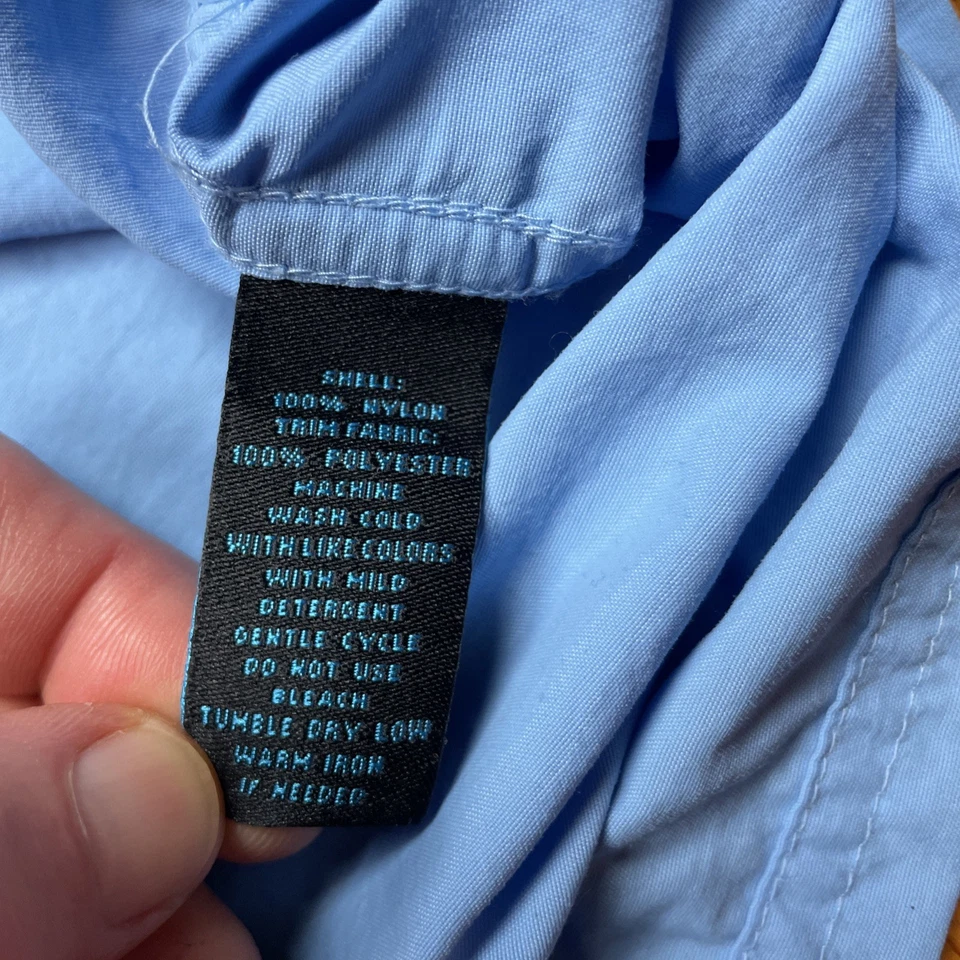 SHELL:
100% NYLON
TRIM FABRIC:
100% POLYESTER
MACHINE
WASH COLD
WITH LIKE COLORS
WITH MILD
DETERGENT
GENTLE CYCLE
DO NOT USE
BLEACH
TUMBLE DRY LOW
WARM IRON
IF NEEDED